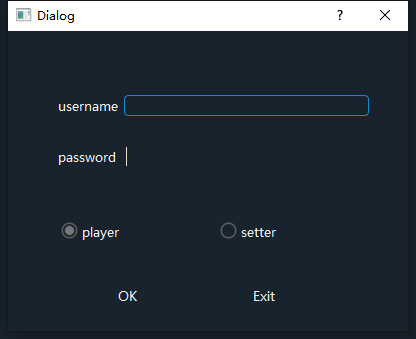 Dialog ?
username
password
player setter
OK Exit